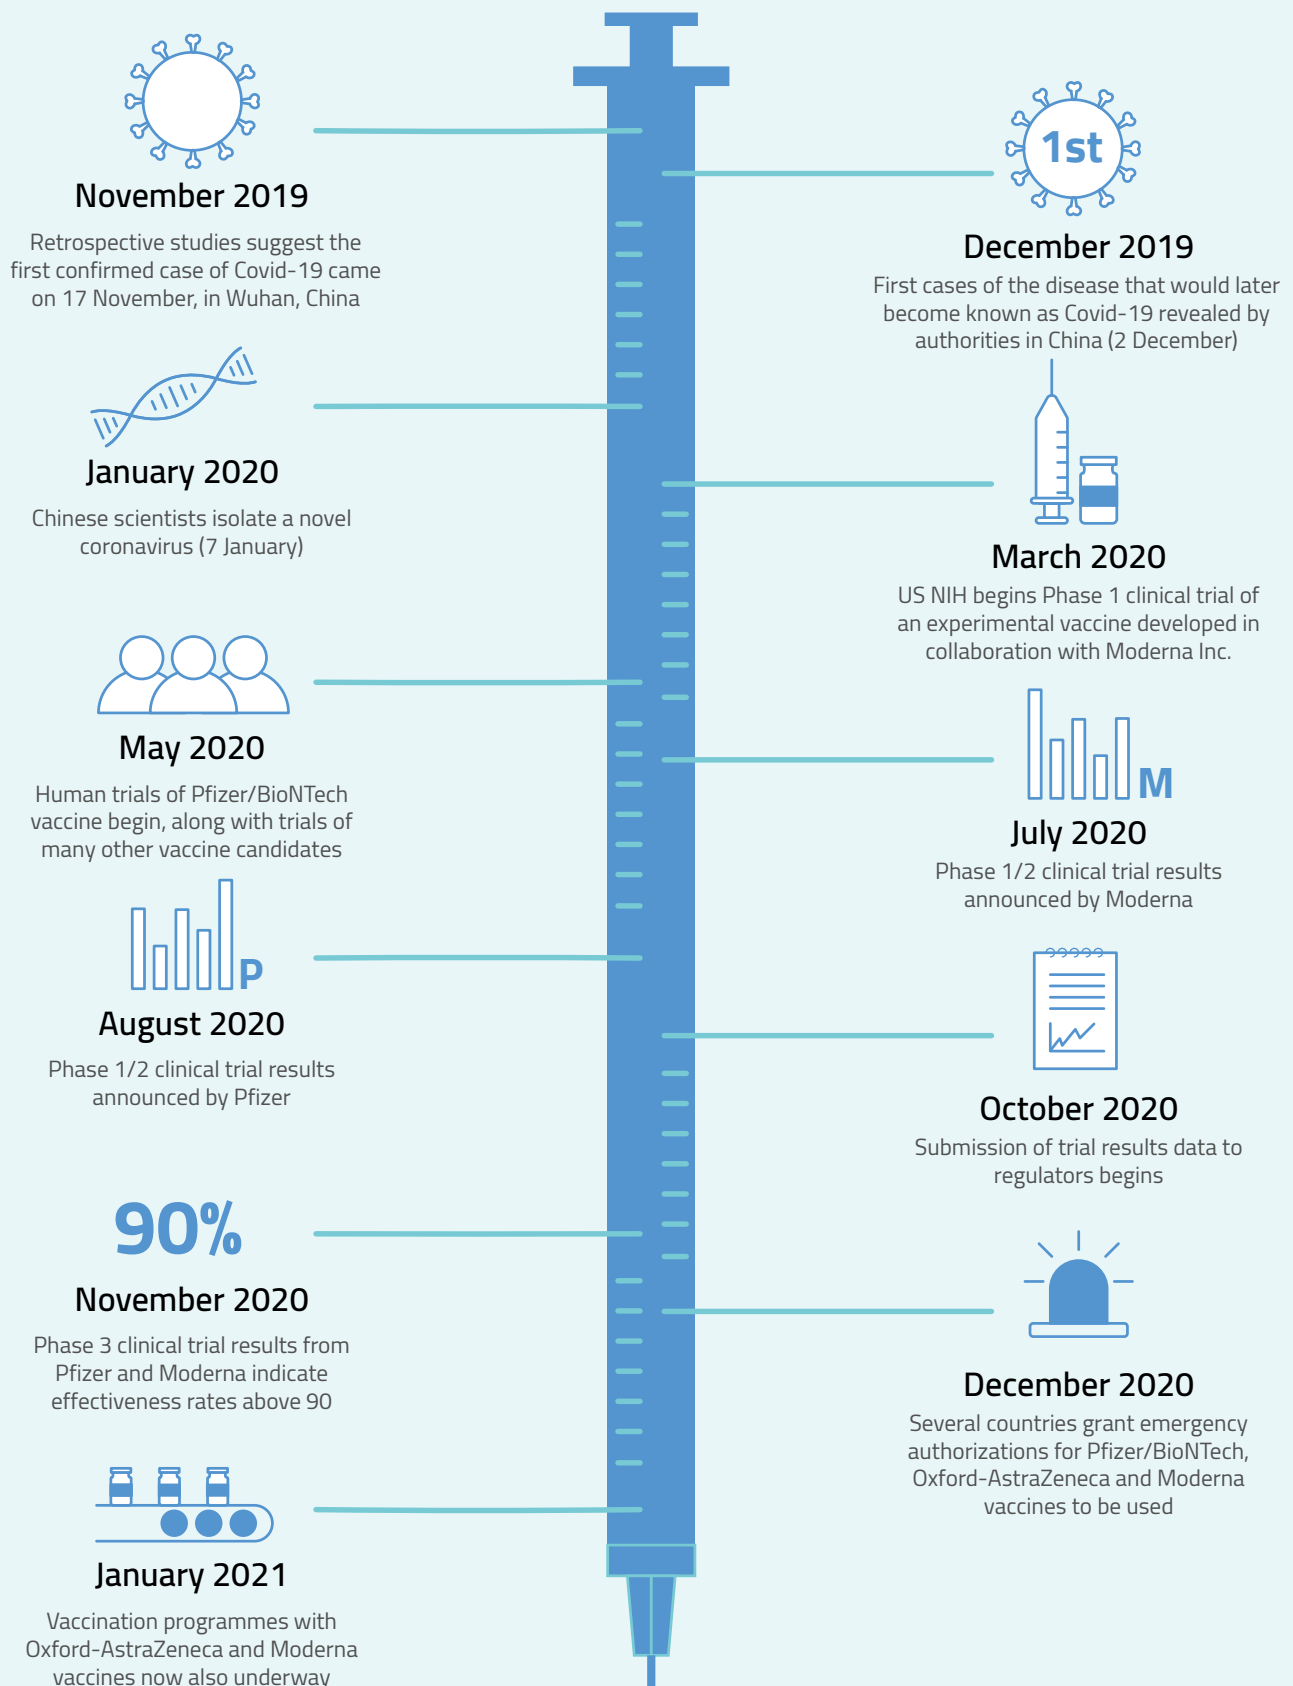 November 2019
Retrospective studies suggest the
first confirmed case of Covid-19 came
on 17 November, in Wuhan, China
1st
December 2019
First cases of the disease that would later
become known as Covid-19 revealed by
authorities in China (2 December)
January 2020
Chinese scientists isolate a novel
coronavirus (7 January)
March 2020
US NIH begins Phase 1 clinical trial of
an experimental vaccine developed in
collaboration with Moderna Inc.
May 2020
Human trials of Pfizer/BioNTech
vaccine begin, along with trials of
many other vaccine candidates
M
July 2020
Phase 1/2 clinical trial results
announced by Moderna
P
August 2020
Phase 1/2 clinical trial results
announced by Pfizer
October 2020
Submission of trial results data to
regulators begins
90%
November 2020
Phase 3 clinical trial results from
Pfizer and Moderna indicate
effectiveness rates above 90
December 2020
Several countries grant emergency
authorizations for Pfizer/BioNTech,
Oxford-AstraZeneca and Moderna
vaccines to be used
January 2021
Vaccination programmes with
Oxford-AstraZeneca and Moderna
vaccines now also underway